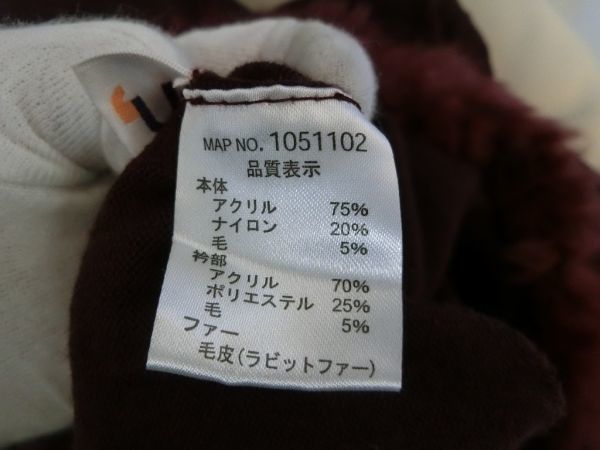 MAP NO. 1051102
品質表示
本体
アクリル 75%
ナイロン 20%
毛 5%
衿部
アクリル 70%
ポリエステル 25%
毛 5%
ファー
毛皮(ラビットファー)